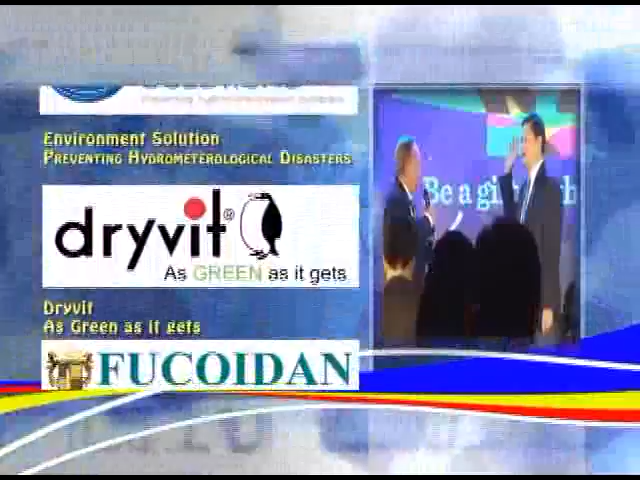 Environment Solution
PREVENTING HYDROMETEROLOGICAL DISASTERS
dryvit®
As GREEN as it gets
Dryvit
As Green as it gets
FUCOIDAN
Be a gi